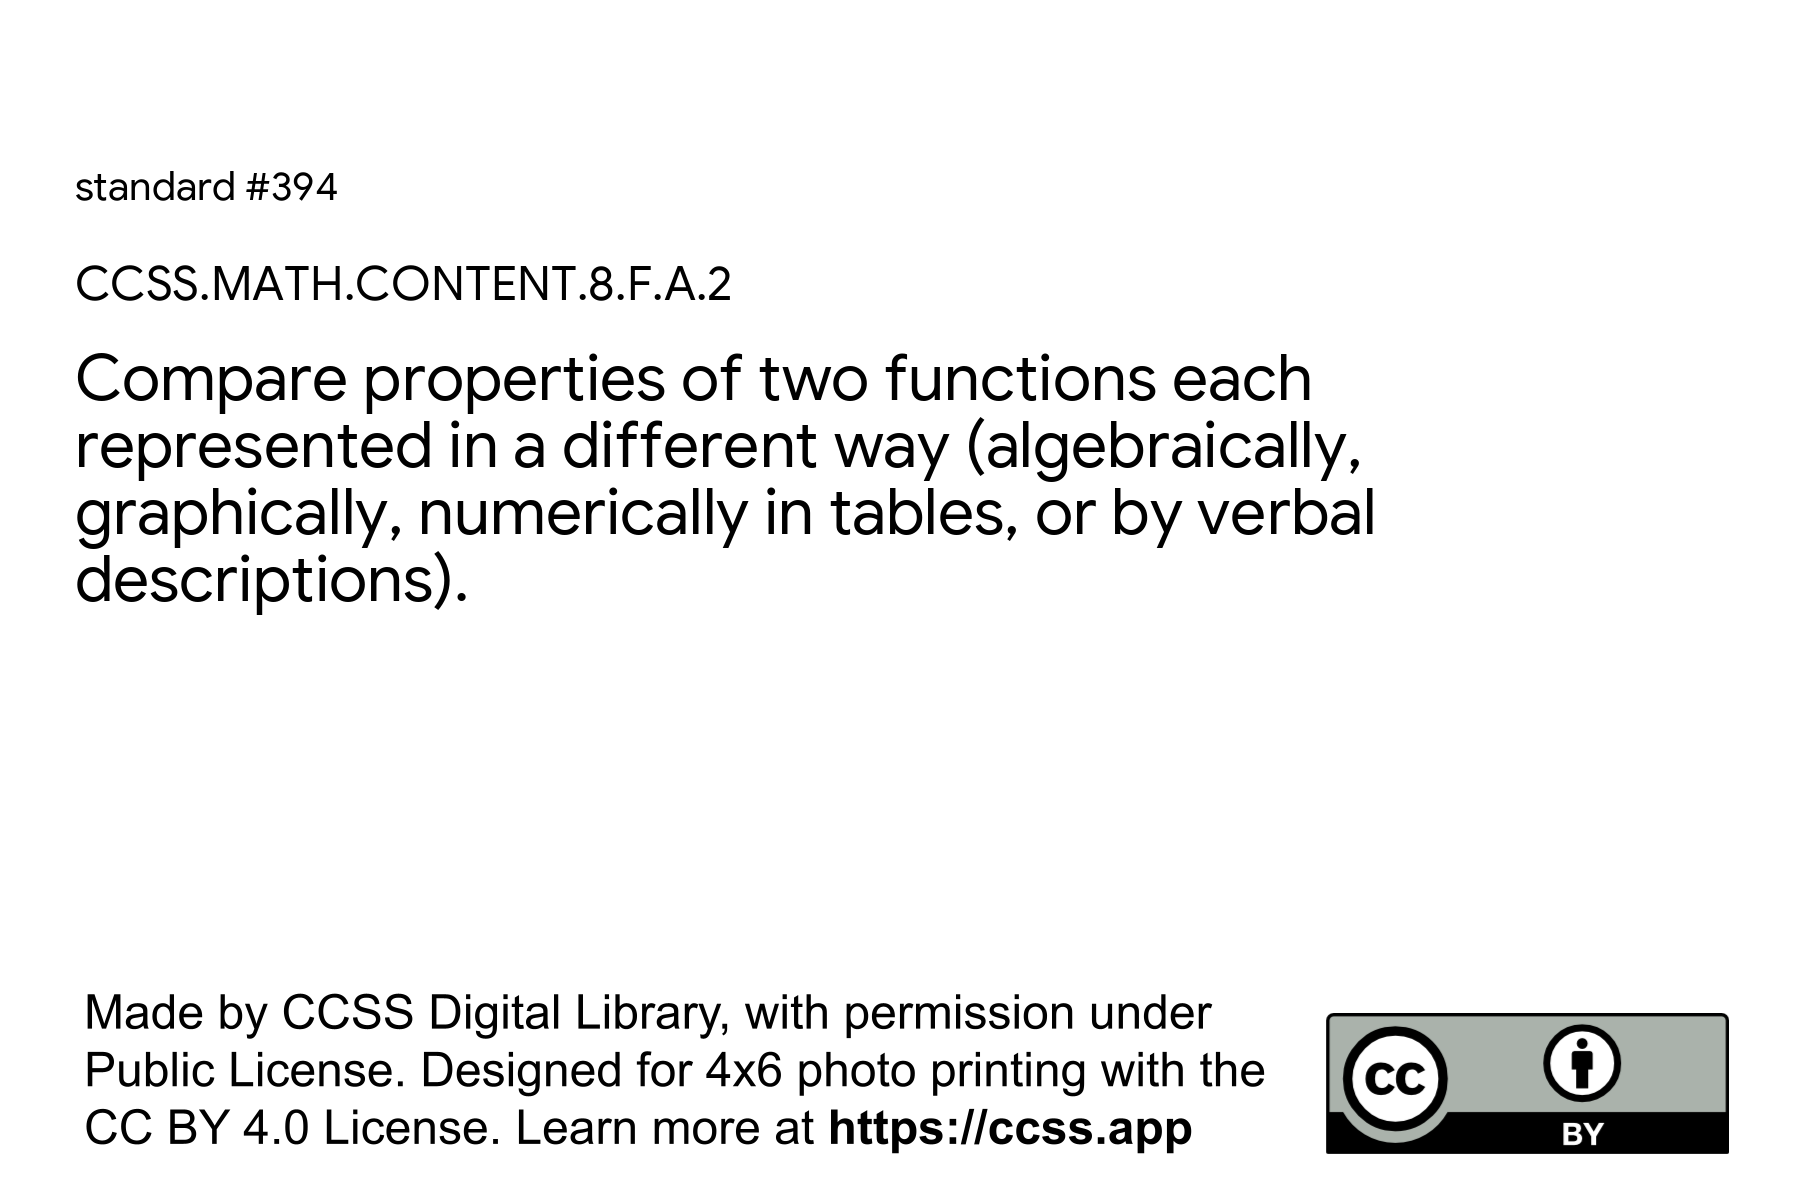 standard #394
CCSS.MATH.CONTENT.8.F.A.2
Compare properties of two functions each
represented in a different way (algebraically,
graphically, numerically in tables, or by verbal
descriptions).
Made by CCSS Digital Library, with permission under
Public License. Designed for 4x6 photo printing with the
CC BY 4.0 License. Learn more at https://ccss.app
cc
BY